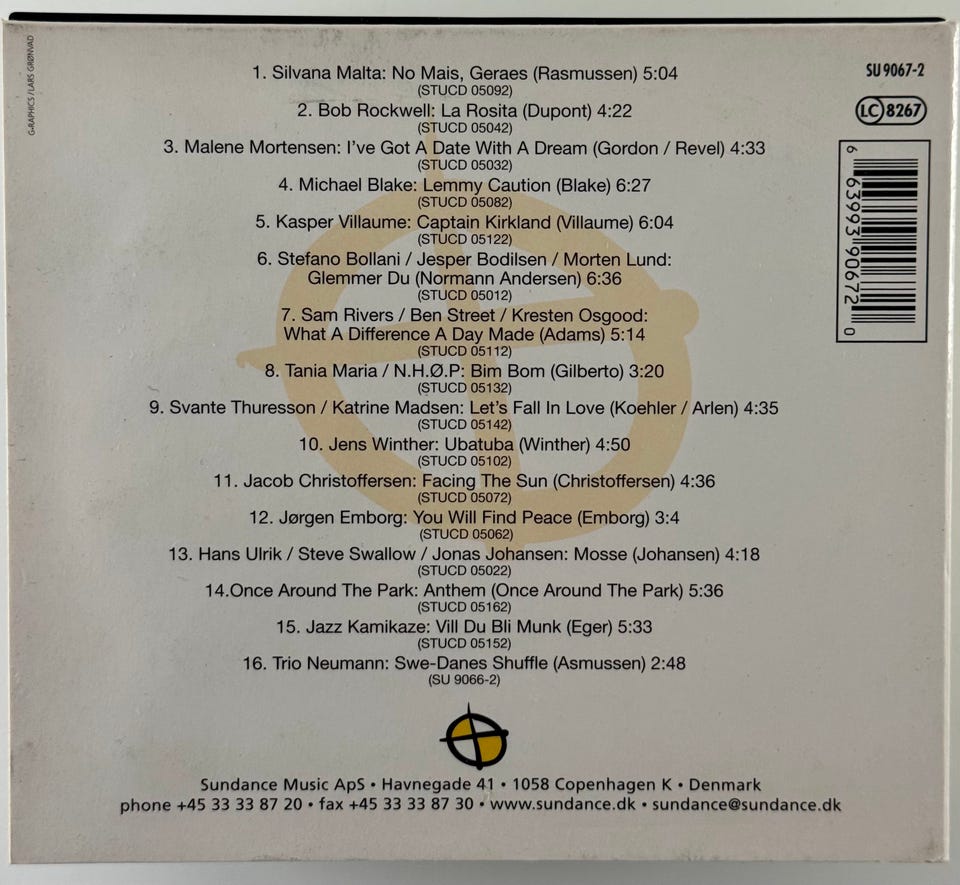 G-RAPHICS / LARS GRØNVAD
SU 9067-2
LC 8267
6 63993 90672 0
1. Silvana Malta: No Mais, Geraes (Rasmussen) 5:04
(STUCD 05092)
2. Bob Rockwell: La Rosita (Dupont) 4:22
(STUCD 05042)
3. Malene Mortensen: I've Got A Date With A Dream (Gordon / Revel) 4:33
(STUCD 05032)
4. Michael Blake: Lemmy Caution (Blake) 6:27
(STUCD 05082)
5. Kasper Villaume: Captain Kirkland (Villaume) 6:04
(STUCD 05122)
6. Stefano Bollani / Jesper Bodilsen / Morten Lund:
Glemmer Du (Normann Andersen) 6:36
(STUCD 05012)
7. Sam Rivers / Ben Street / Kresten Osgood:
What A Difference A Day Made (Adams) 5:14
(STUCD 05112)
8. Tania Maria / N.H.Ø.P: Bim Bom (Gilberto) 3:20
(STUCD 05132)
9. Svante Thuresson / Katrine Madsen: Let's Fall In Love (Koehler / Arlen) 4:35
(STUCD 05142)
10. Jens Winther: Ubatuba (Winther) 4:50
(STUCD 05102)
11. Jacob Christoffersen: Facing The Sun (Christoffersen) 4:36
(STUCD 05072)
12. Jørgen Emborg: You Will Find Peace (Emborg) 3:4
(STUCD 05062)
13. Hans Ulrik / Steve Swallow / Jonas Johansen: Mosse (Johansen) 4:18
(STUCD 05022)
14.Once Around The Park: Anthem (Once Around The Park) 5:36
(STUCD 05162)
15. Jazz Kamikaze: Vill Du Bli Munk (Eger) 5:33
(STUCD 05152)
16. Trio Neumann: Swe-Danes Shuffle (Asmussen) 2:48
(SU 9066-2)
Sundance Music ApS • Havnegade 41 • 1058 Copenhagen K • Denmark
phone +45 33 33 87 20 • fax +45 33 33 87 30 • www.sundance.dk • sundance@sundance.dk